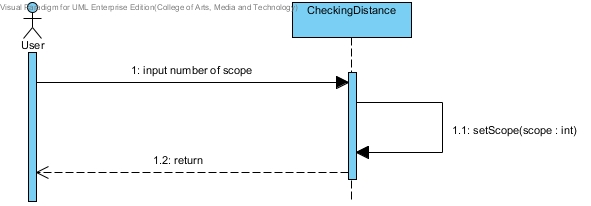 Visual Paradigm for UML Enterprise Edition(College of Arts, Media and Technology)
CheckingDistance
User
1: input number of scope
1.1: setScope(scope : int)
1.2: return